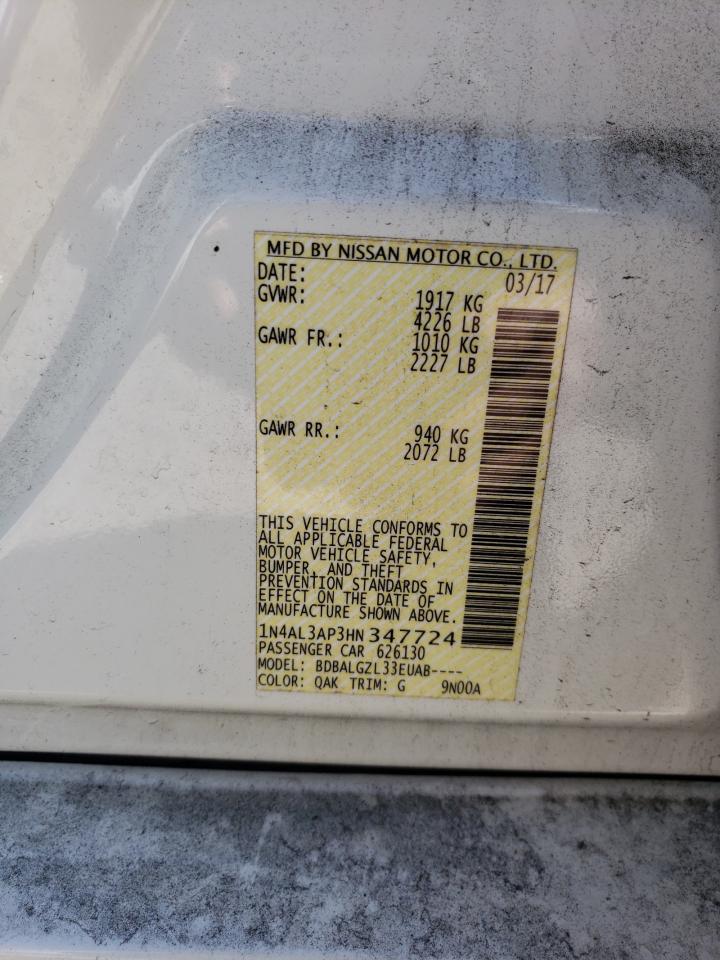 MFD BY NISSAN MOTOR CO., LTD.
DATE: 03/17
GVWR: 1917 KG
4226 LB
GAWR FR.: 1010 KG
2227 LB
GAWR RR.: 940 KG
2072 LB
THIS VEHICLE CONFORMS TO
ALL APPLICABLE FEDERAL
MOTOR VEHICLE SAFETY,
BUMPER, AND THEFT
PREVENTION STANDARDS IN
EFFECT ON THE DATE OF
MANUFACTURE SHOWN ABOVE.
1N4AL3AP3HN347724
PASSENGER CAR 626130
MODEL: BDBALGZL33EUAB----
COLOR: QAK TRIM: G 9N00A